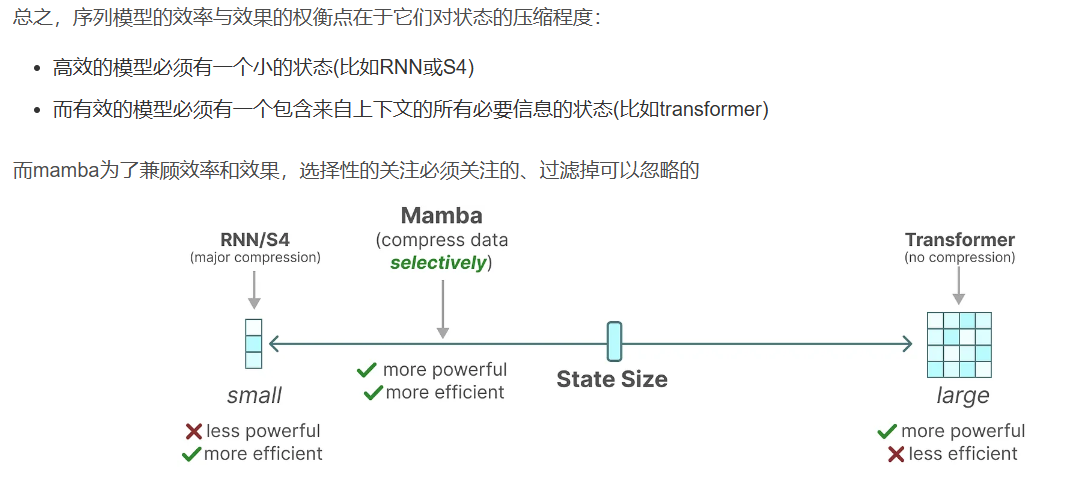 总之，序列模型的效率与效果的权衡点在于它们对状态的压缩程度：
• 高效的模型必须有一个小的状态(比如RNN或S4)
• 而有效的模型必须有一个包含来自上下文的所有必要信息的状态(比如transformer)
而mamba为了兼顾效率和效果，选择性的关注必须关注的、过滤掉可以忽略的
RNN/S4
(major compression)
Mamba
(compress data
selectively)
Transformer
(no compression)
small
less powerful
more efficient
more powerful
more efficient
State Size
large
more powerful
less efficient